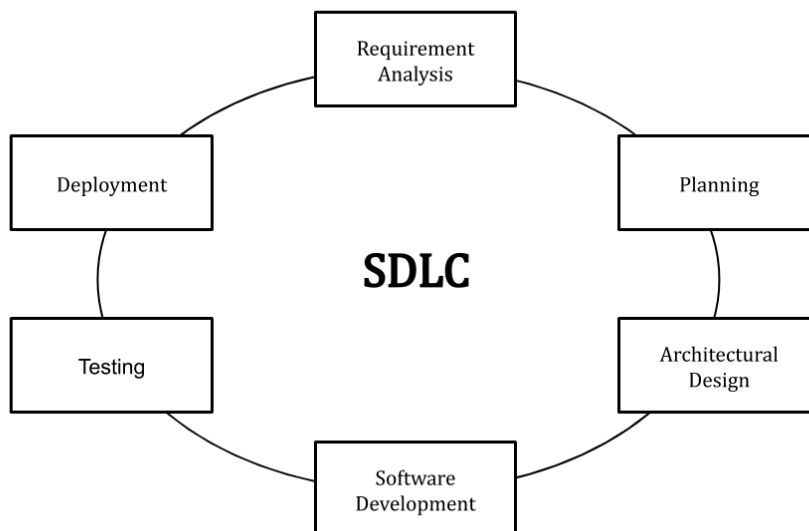 Requirement
Analysis
Deployment
Planning
SDLC
Testing
Architectural
Design
Software
Development